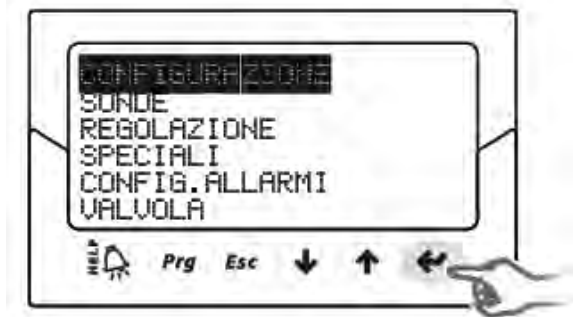 CONFIGURAZIONE
SONDE
REGOLAZIONE
SPECIALI
CONFIG.ALLARMI
VALVOLA
HELP Prg Esc